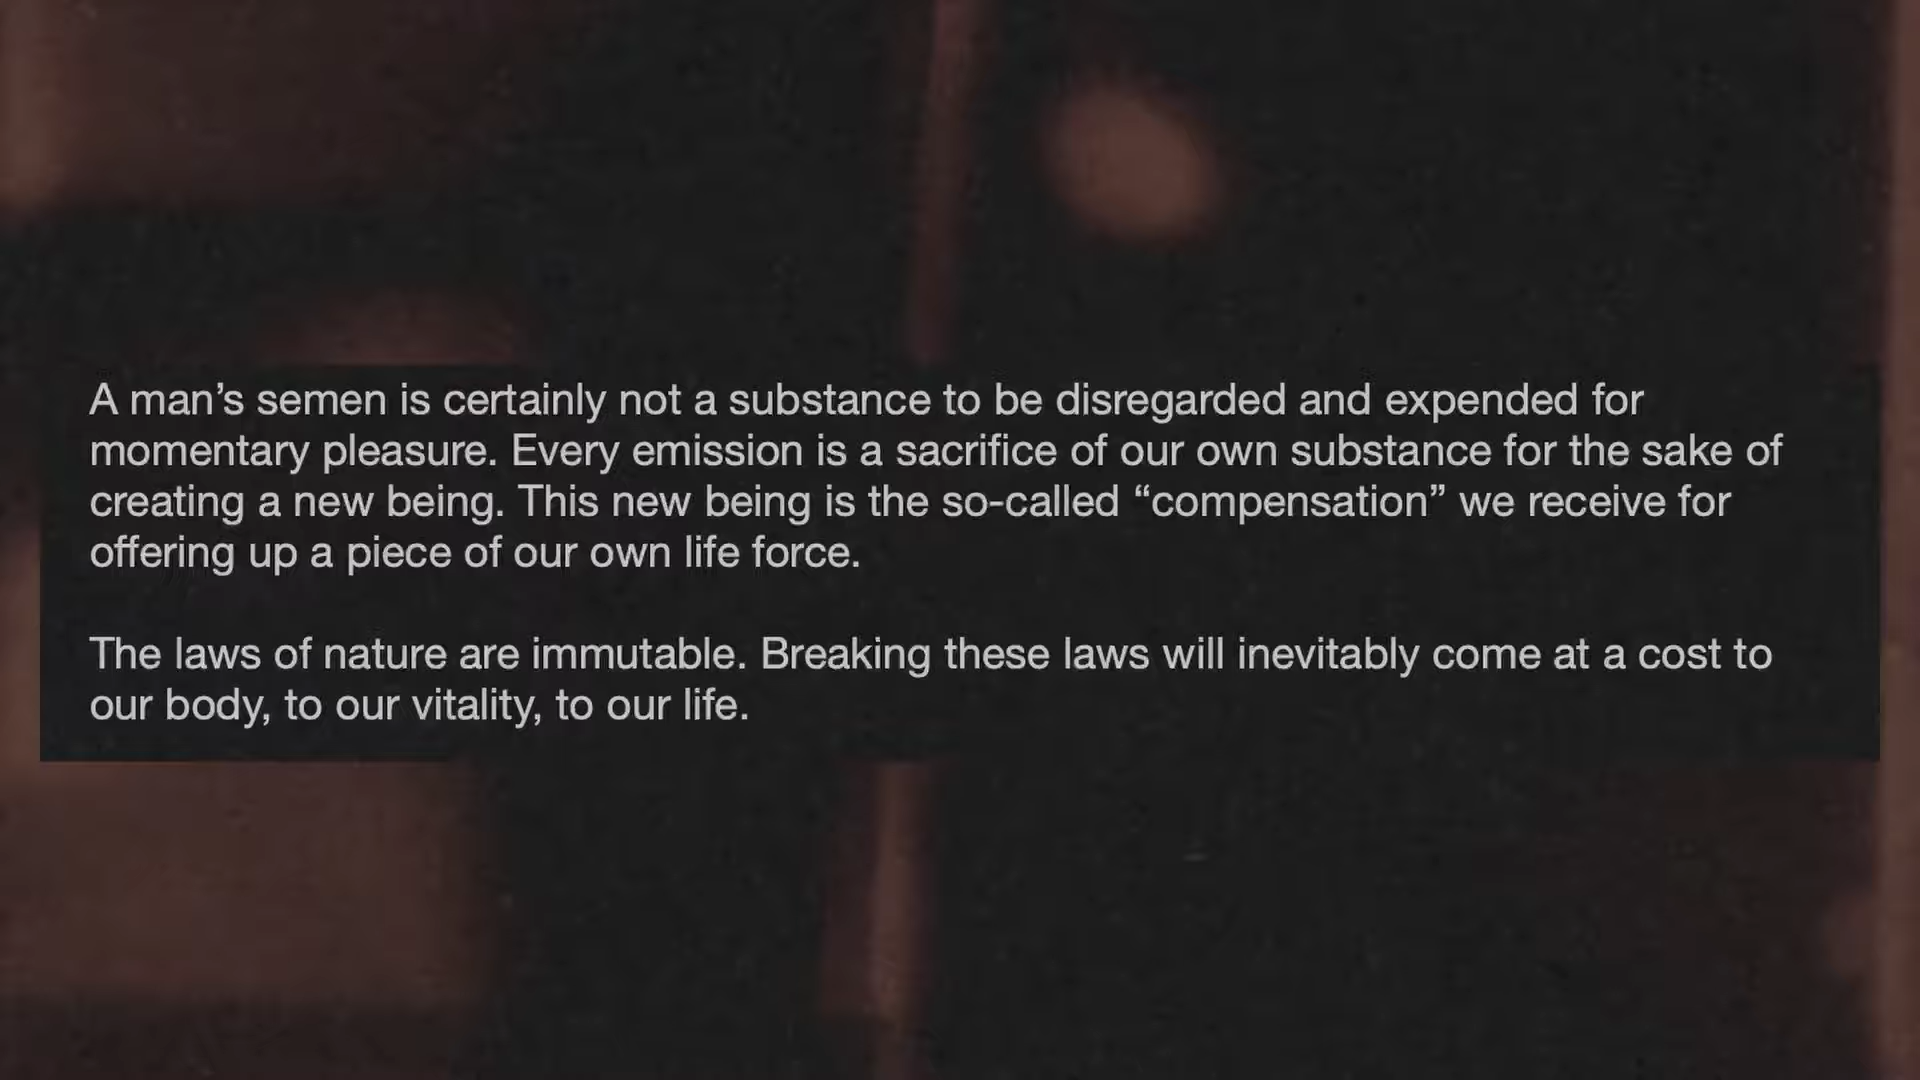 A man’s semen is certainly not a substance to be disregarded and expended for
momentary pleasure. Every emission is a sacrifice of our own substance for the sake of
creating a new being. This new being is the so-called “compensation” we receive for
offering up a piece of our own life force.
The laws of nature are immutable. Breaking these laws will inevitably come at a cost to
our body, to our vitality, to our life.